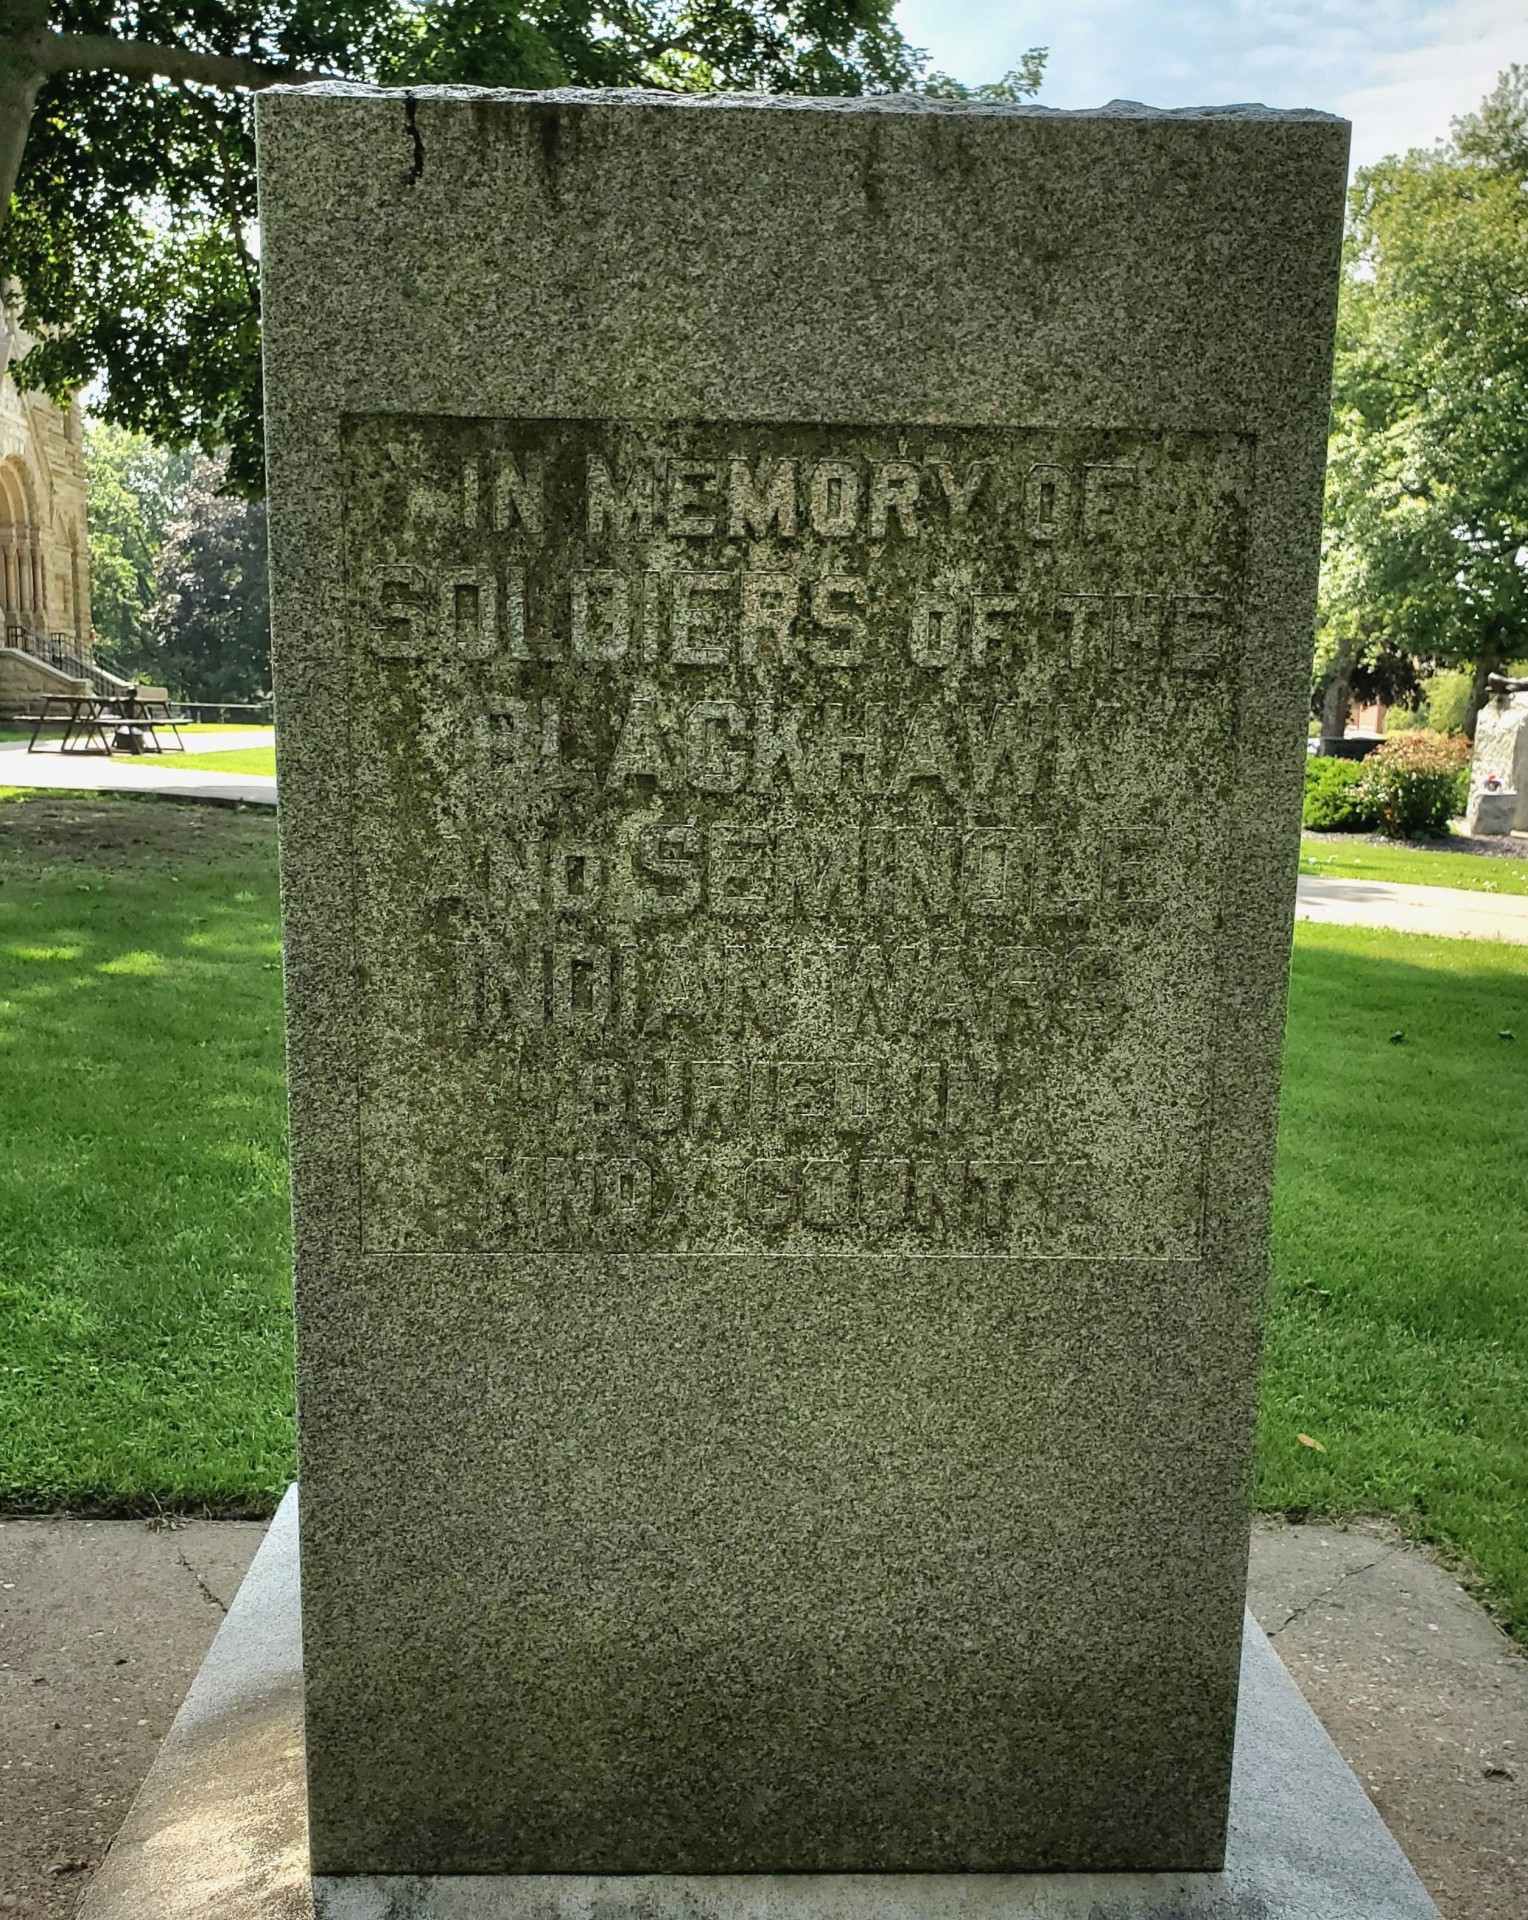 IN MEMORY OF
SOLDIERS OF THE
BLACKHAWK
AND SEMINOLE
INDIAN WARS
BURIED IN
KNOX COUNTY